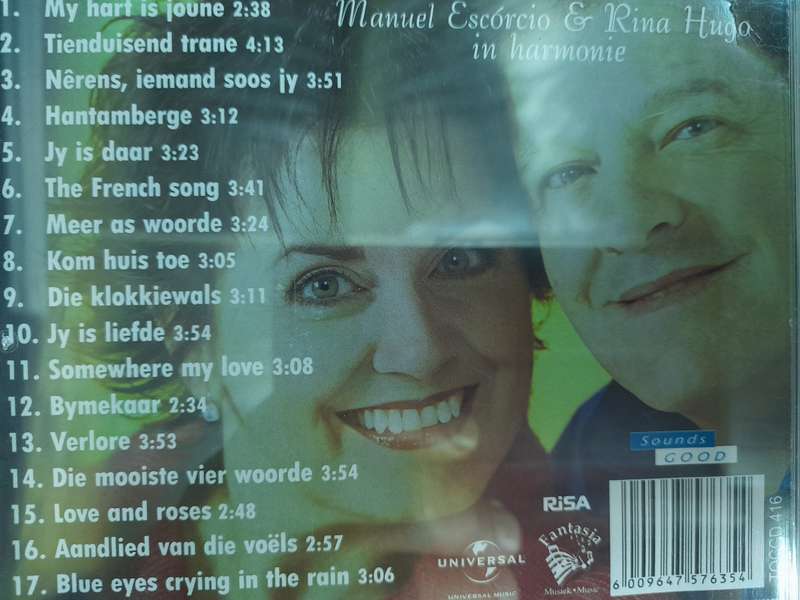 Manuel Escórcio & Rina Hugo
in harmonie
1. My hart is joune 2:38
2. Tienduisend trane 4:13
3. Nêrens, iemand soos jy 3:51
4. Hantamberge 3:12
5. Jy is daar 3:23
6. The French song 3:41
7. Meer as woorde 3:24
8. Kom huis toe 3:05
9. Die klokkiewals 3:11
10. Jy is liefde 3:54
11. Somewhere my love 3:08
12. Bymekaar 2:34
13. Verlore 3:53
14. Die mooiste vier woorde 3:54
15. Love and roses 2:48
16. Aandlied van die voëls 2:57
17. Blue eyes crying in the rain 3:06
Sounds
GOOD
RiSA
UNIVERSAL
UNIVERSAL MUSIC
Fantasia
Musiek • Music
6 009647 576354
416